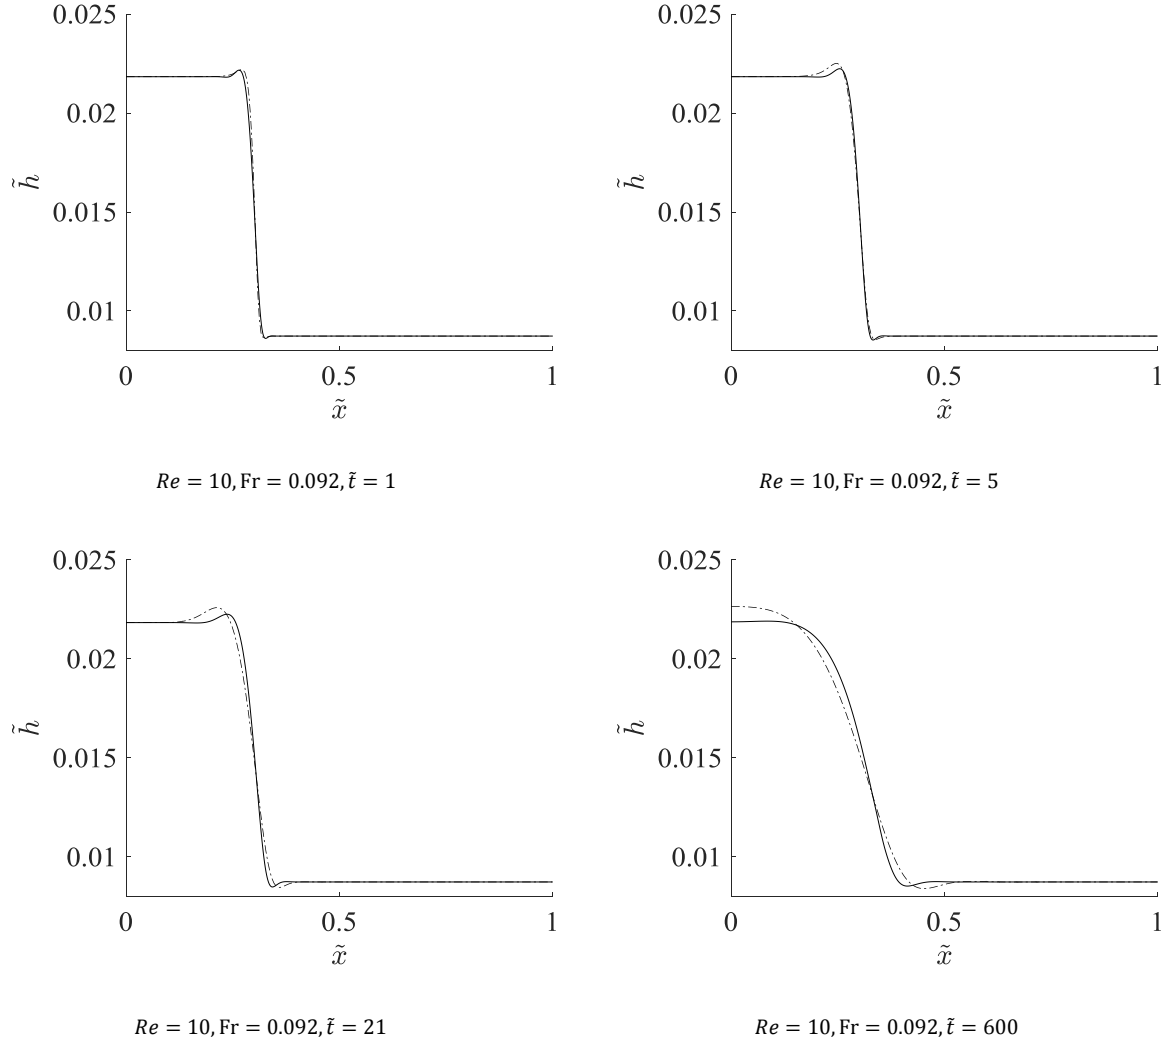 0.025
0.02
0.015
0.01
h̃
0
0.5
1
x̃
Re = 10, Fr = 0.092, t̃ = 1
0.025
0.02
0.015
0.01
h̃
0
0.5
1
x̃
Re = 10, Fr = 0.092, t̃ = 5
0.025
0.02
0.015
0.01
h̃
0
0.5
1
x̃
Re = 10, Fr = 0.092, t̃ = 21
0.025
0.02
0.015
0.01
h̃
0
0.5
1
x̃
Re = 10, Fr = 0.092, t̃ = 600